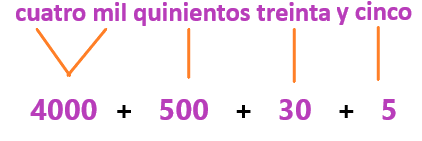 cuatro mil quinientos treinta y cinco
4000 + 500 + 30 + 5